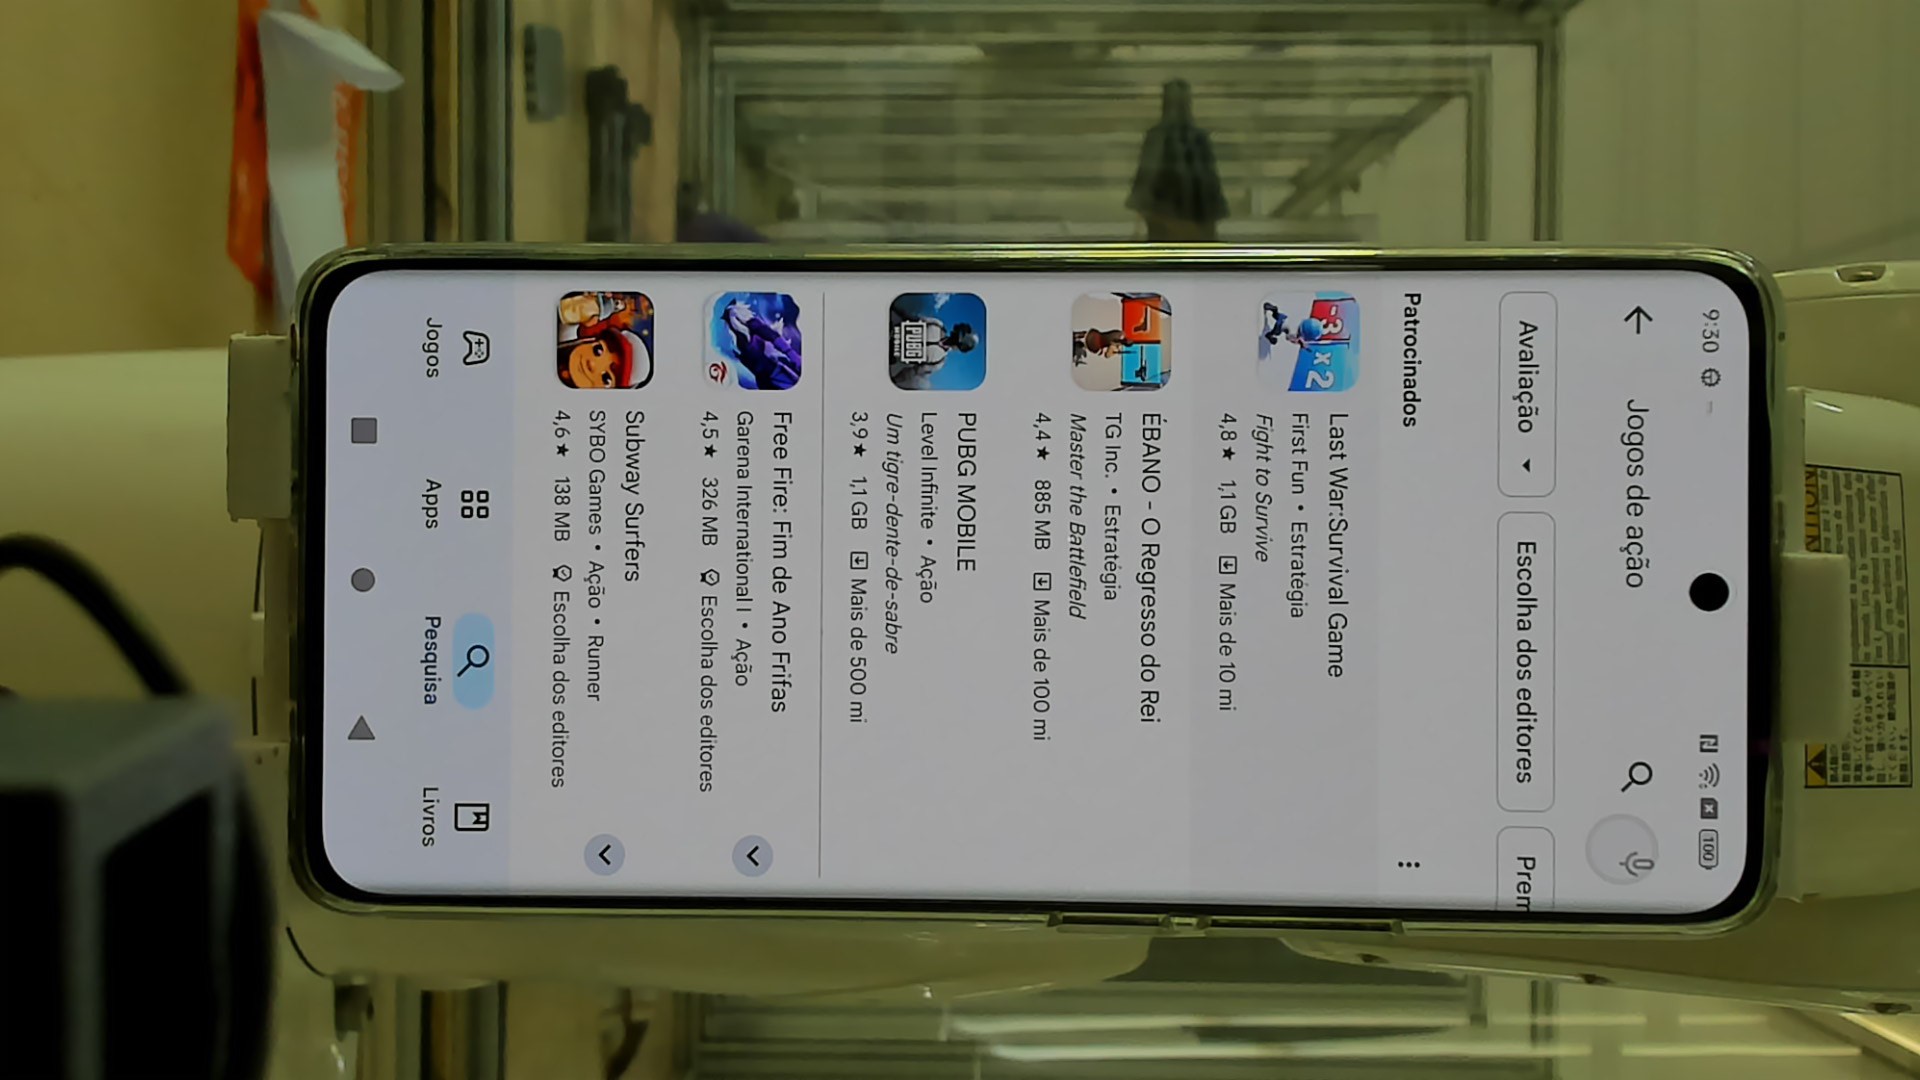 9:30
100
Jogos de ação
Avaliação
Escolha dos editores
Prem
Patrocinados
-3
x2
Last War:Survival Game
First Fun • Estratégia
Fight to Survive
4,8★ 1,1 GB Mais de 10 mi
ÉBANO - O Regresso do Rei
TG Inc. • Estratégia
Master the Battlefield
4,4★ 885 MB Mais de 100 mi
PUBG
MOBILE
PUBG MOBILE
Level Infinite • Ação
Um tigre-dente-de-sabre
3,9★ 1,1 GB Mais de 500 mi
Free Fire: Fim de Ano Frifas
Garena International I • Ação
4,5★ 326 MB Escolha dos editores
Subway Surfers
SYBO Games • Ação • Runner
4,6★ 138 MB Escolha dos editores
Jogos
Apps
Pesquisa
Livros